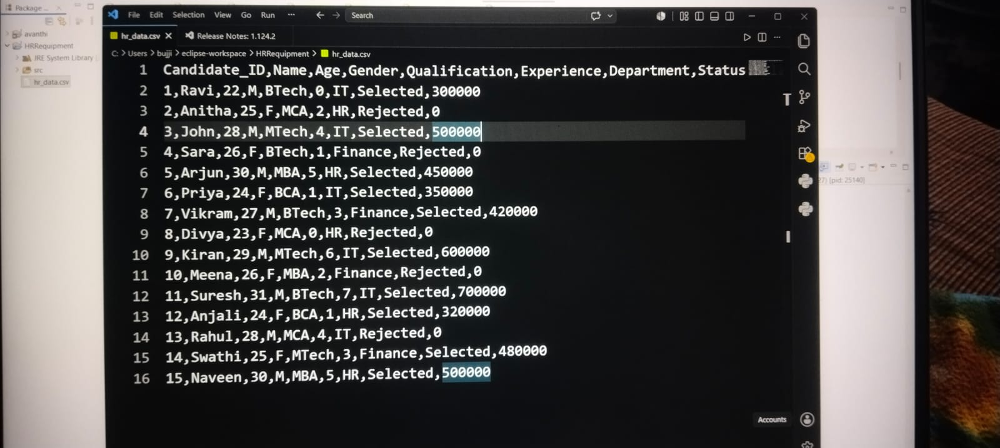 Package...
avanthi
HRRequipment
JRE System Library
src
hr_data.csv
File Edit Selection View Go Run ... Search
hr_data.csv Release Notes: 1.124.2
C: > Users > bujji > eclipse-workspace > HRRequipment > hr_data.csv
1 Candidate_ID,Name,Age,Gender,Qualification,Experience,Department,Status
2 1,Ravi,22,M,BTech,0,IT,Selected,300000
3 2,Anitha,25,F,MCA,2,HR,Rejected,0
4 3,John,28,M,MTech,4,IT,Selected,500000
5 4,Sara,26,F,BTech,1,Finance,Rejected,0
6 5,Arjun,30,M,MBA,5,HR,Selected,450000
7 6,Priya,24,F,BCA,1,IT,Selected,350000
8 7,Vikram,27,M,BTech,3,Finance,Selected,420000
9 8,Divya,23,F,MCA,0,HR,Rejected,0
10 9,Kiran,29,M,MTech,6,IT,Selected,600000
11 10,Meena,26,F,MBA,2,Finance,Rejected,0
12 11,Suresh,31,M,BTech,7,IT,Selected,700000
13 12,Anjali,24,F,BCA,1,HR,Selected,320000
14 13,Rahul,28,M,MCA,4,IT,Rejected,0
15 14,Swathi,25,F,MTech,3,Finance,Selected,480000
16 15,Naveen,30,M,MBA,5,HR,Selected,500000
27) [pid: 25140]
Accounts